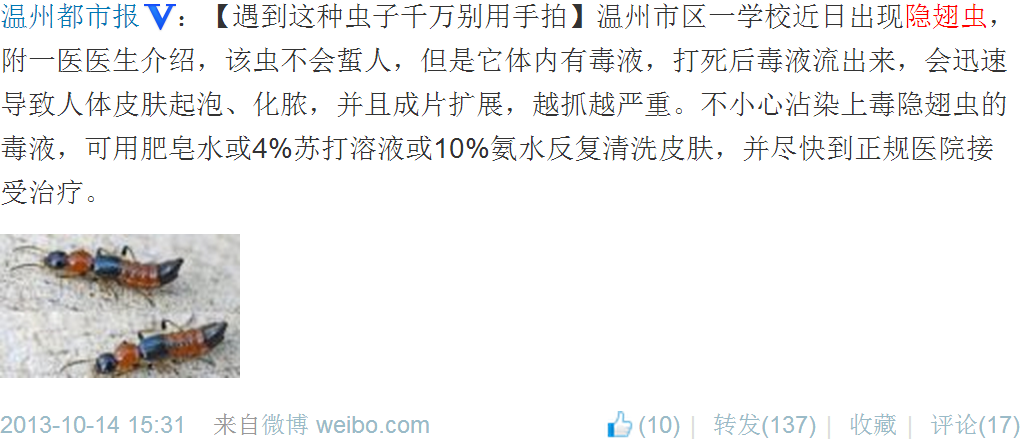 温州都市报V：【遇到这种虫子千万别用手拍】温州市区一学校近日出现隐翅虫，
附一医医生介绍，该虫不会蜇人，但是它体内有毒液，打死后毒液流出来，会迅速
导致人体皮肤起泡、化脓，并且成片扩展，越抓越严重。不小心沾染上毒隐翅虫的
毒液，可用肥皂水或4%苏打溶液或10%氨水反复清洗皮肤，并尽快到正规医院接
受治疗。
2013-10-14 15:31 来自微博 weibo.com (10) | 转发(137) | 收藏 | 评论(17)